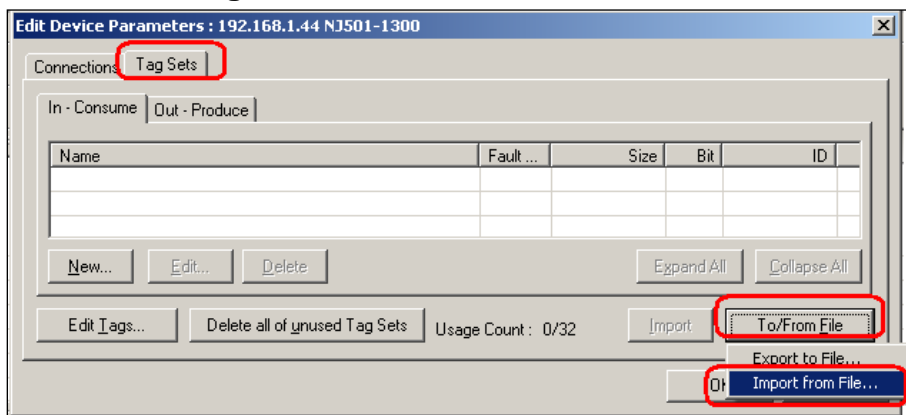 Edit Device Parameters : 192.168.1.44 NJ501-1300
Connections Tag Sets
In - Consume Out - Produce
Name Fault ... Size Bit ID
New... Edit... Delete Expand All Collapse All
Edit Tags... Delete all of unused Tag Sets Usage Count : 0/32 Import To/From File
Export to File...
Import from File...